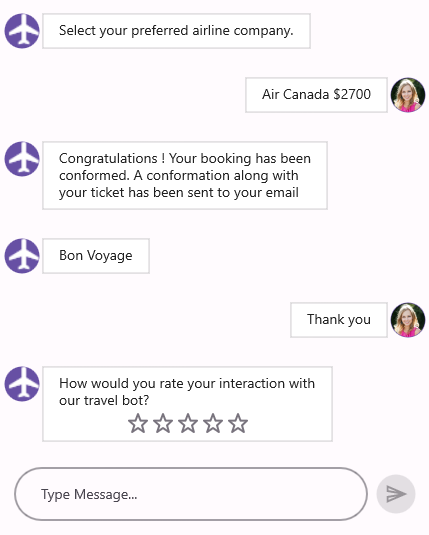 Select your preferred airline company.
Air Canada $2700
Congratulations ! Your booking has been
conformed. A conformation along with
your ticket has been sent to your email
Bon Voyage
Thank you
How would you rate your interaction with
our travel bot?
Type Message...